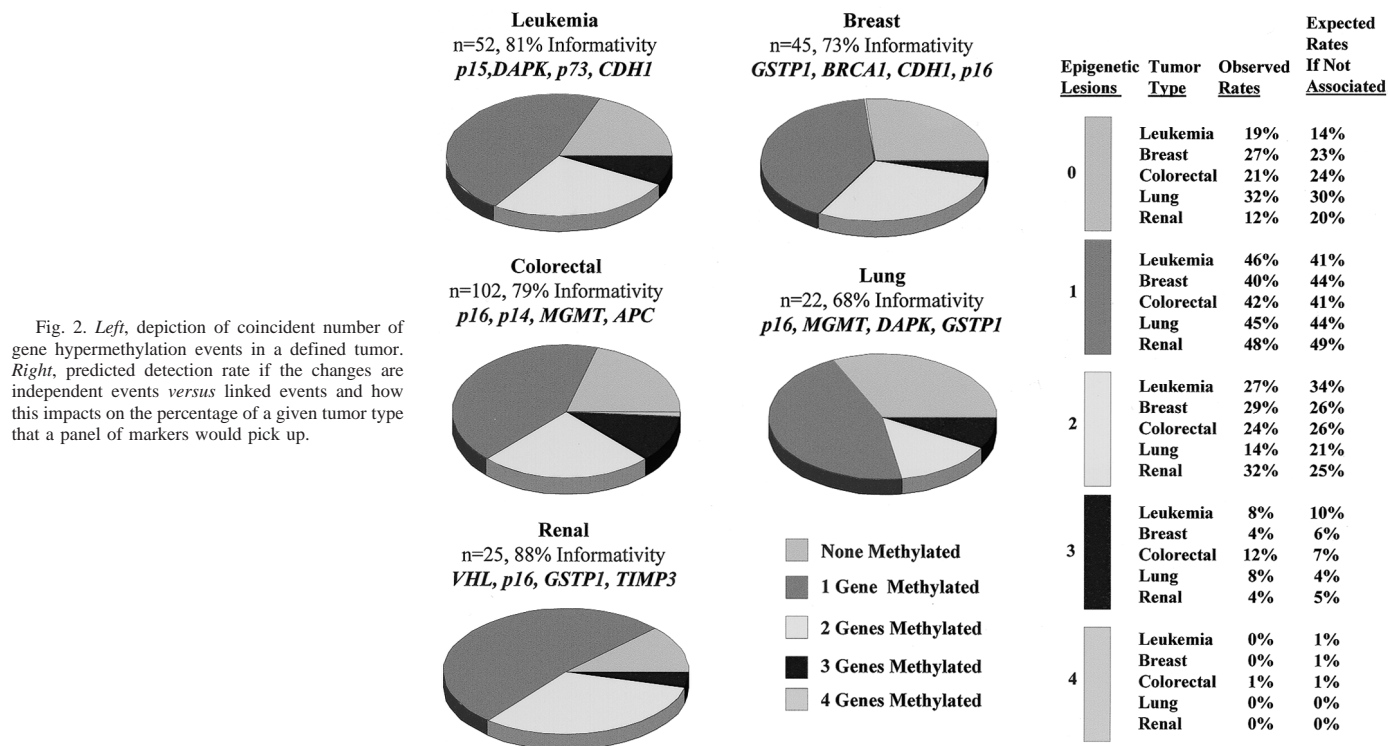 Fig. 2. Left, depiction of coincident number of
gene hypermethylation events in a defined tumor.
Right, predicted detection rate if the changes are
independent events versus linked events and how
this impacts on the percentage of a given tumor type
that a panel of markers would pick up.
Leukemia
n=52, 81% Informativity
p15,DAPK, p73, CDH1
Breast
n=45, 73% Informativity
GSTP1, BRCA1, CDH1, p16
Colorectal
n=102, 79% Informativity
p16, p14, MGMT, APC
Lung
n=22, 68% Informativity
p16, MGMT, DAPK, GSTP1
Renal
n=25, 88% Informativity
VHL, p16, GSTP1, TIMP3
None Methylated
1 Gene Methylated
2 Genes Methylated
3 Genes Methylated
4 Genes Methylated
Epigenetic Lesions
Tumor Type
Observed Rates
Expected Rates If Not Associated
0
Leukemia 19% 14%
Breast 27% 23%
Colorectal 21% 24%
Lung 32% 30%
Renal 12% 20%
1
Leukemia 46% 41%
Breast 40% 44%
Colorectal 42% 41%
Lung 45% 44%
Renal 48% 49%
2
Leukemia 27% 34%
Breast 29% 26%
Colorectal 24% 26%
Lung 14% 21%
Renal 32% 25%
3
Leukemia 8% 10%
Breast 4% 6%
Colorectal 12% 7%
Lung 8% 4%
Renal 4% 5%
4
Leukemia 0% 1%
Breast 0% 1%
Colorectal 1% 1%
Lung 0% 0%
Renal 0% 0%